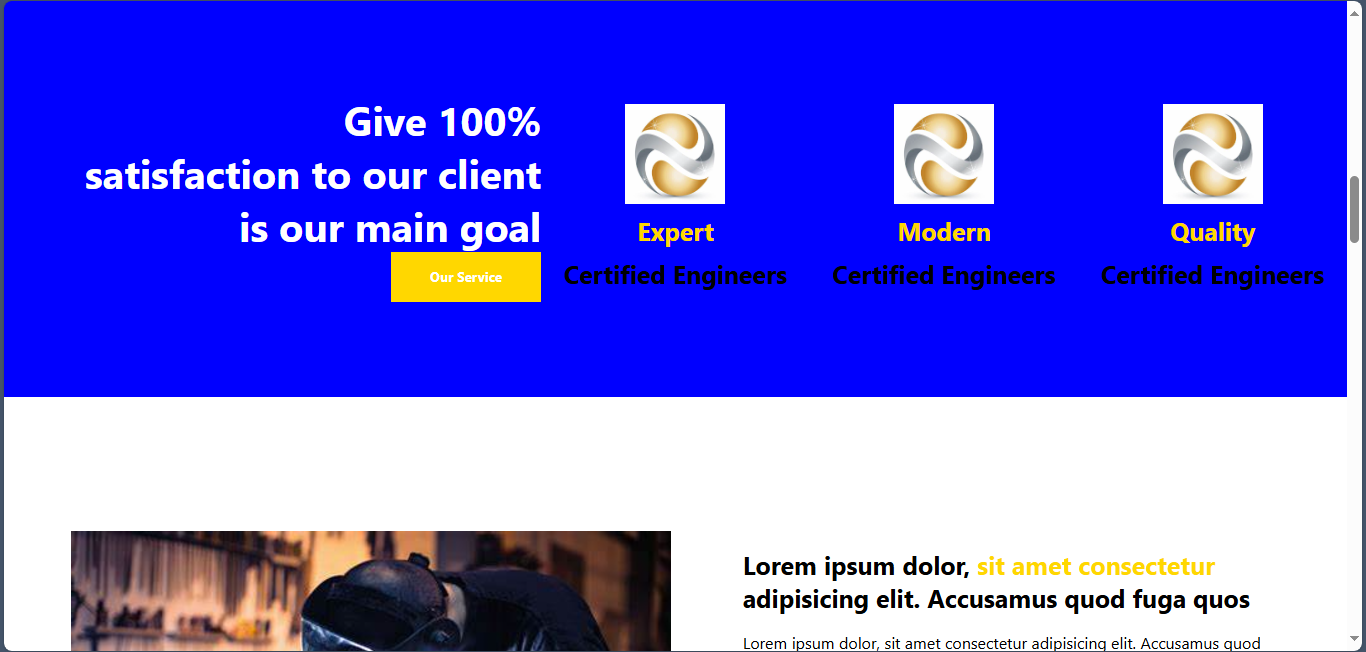 Give 100%
satisfaction to our client
is our main goal
Our Service
Expert
Certified Engineers
Modern
Certified Engineers
Quality
Certified Engineers
Lorem ipsum dolor, sit amet consectetur
adipisicing elit. Accusamus quod fuga quos
Lorem ipsum dolor, sit amet consectetur adipisicing elit. Accusamus quod